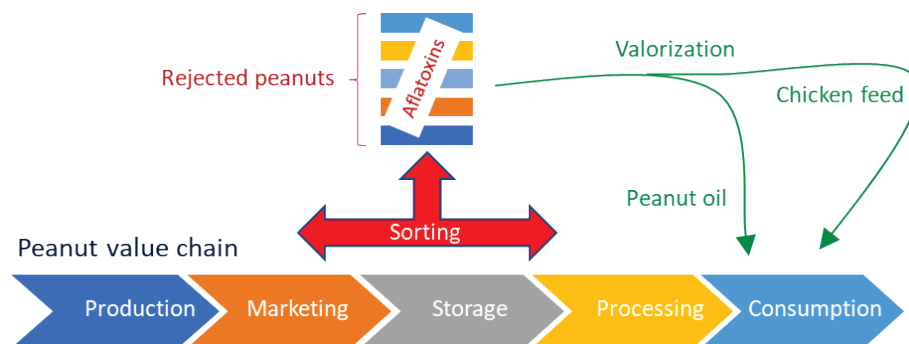 Rejected peanuts
Aflatoxins
Valorization
Chicken feed
Peanut oil
Sorting
Peanut value chain
Production
Marketing
Storage
Processing
Consumption